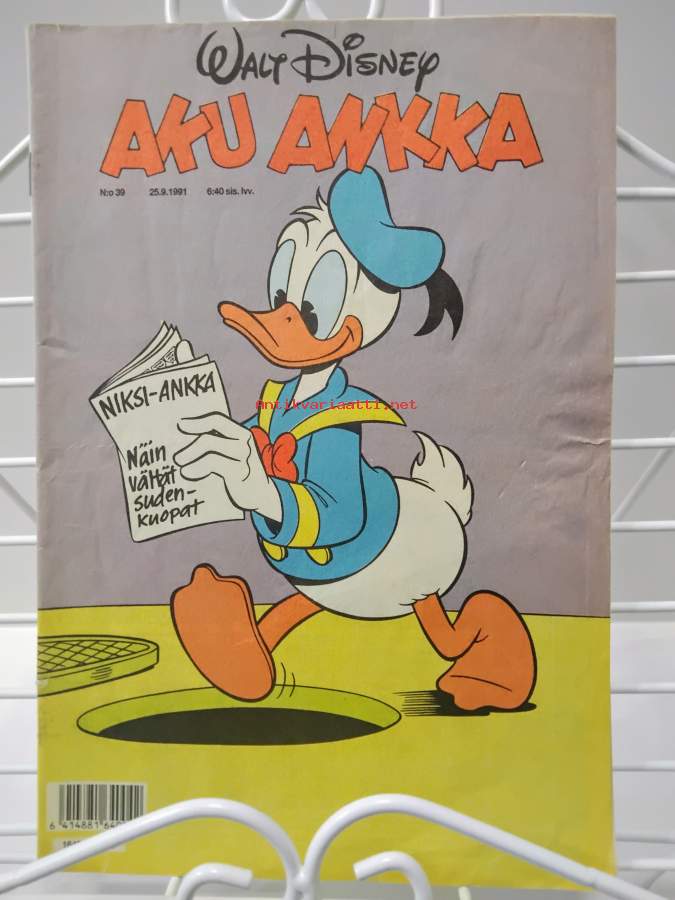 WALT DISNEY
AKU ANKKA
N:o 39 25.9.1991 6:40 sis. lvv.
NIKSI-ANKKA
Näin
vältät
suden-
kuopat
Antikvariaatti.net